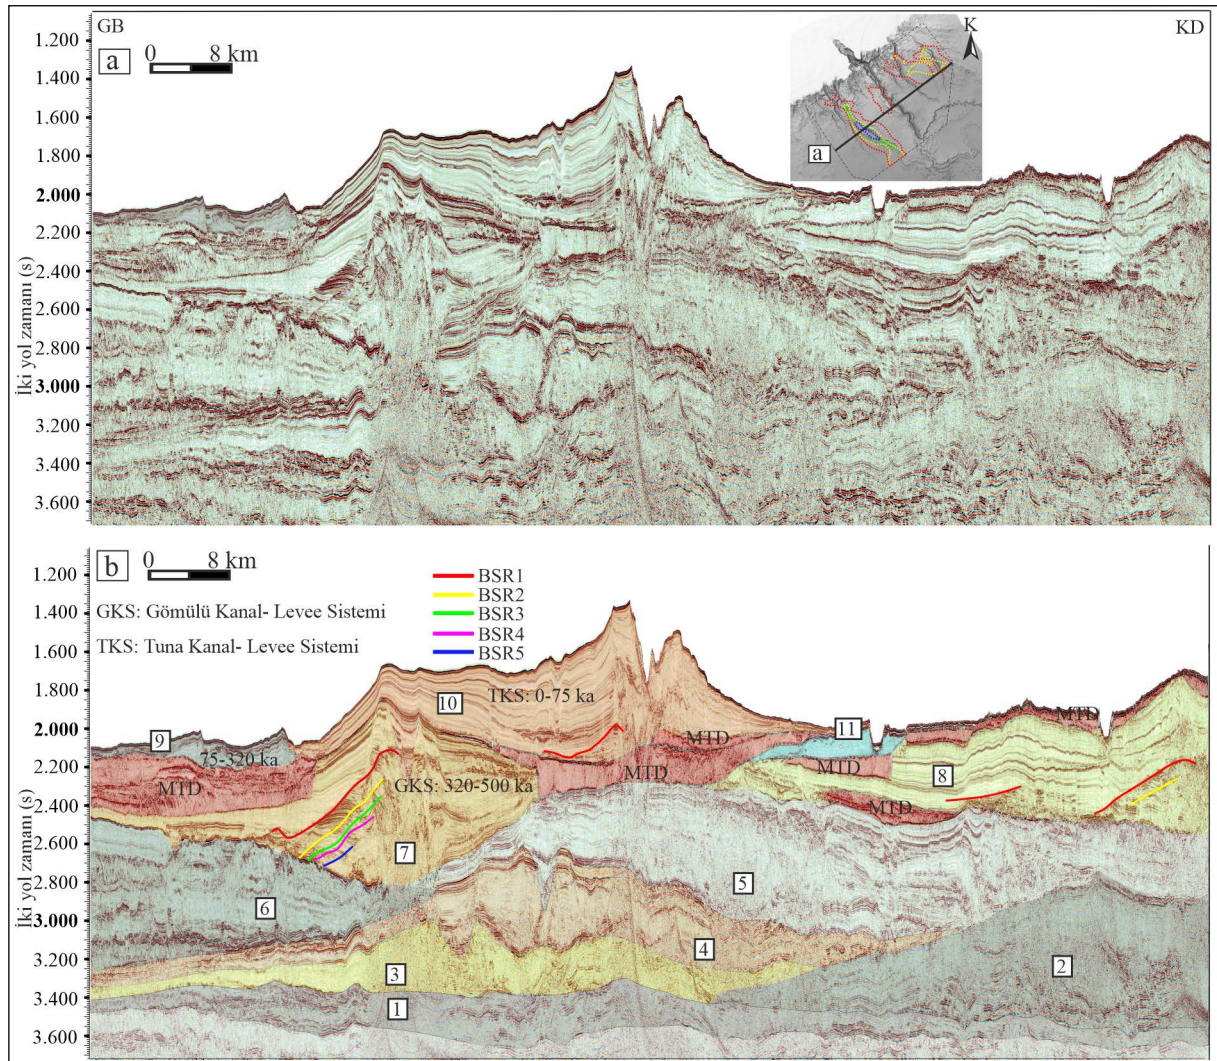 GB
KD
a
0 8 km
K
a
1.200
1.400
1.600
1.800
2.000
2.200
2.400
2.600
2.800
3.000
3.200
3.400
3.600
İki yol zamanı (s)
b
0 8 km
GKS: Gömülü Kanal- Levee Sistemi
TKS: Tuna Kanal- Levee Sistemi
BSR1
BSR2
BSR3
BSR4
BSR5
1.200
1.400
1.600
1.800
2.000
2.200
2.400
2.600
2.800
3.000
3.200
3.400
3.600
İki yol zamanı (s)
10
TKS: 0-75 ka
MTD
9
11
75-320 ka
MTD
MTD
MTD
MTD
8
GKS: 320-500 ka
MTD
7
5
6
4
2
3
1